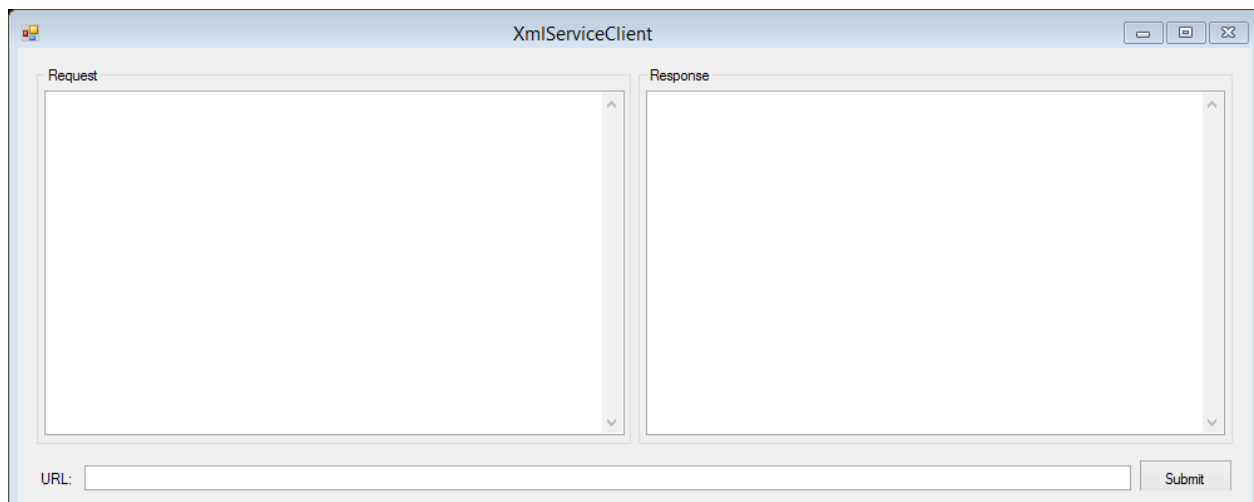 XmlServiceClient
Request
Response
URL:
Submit